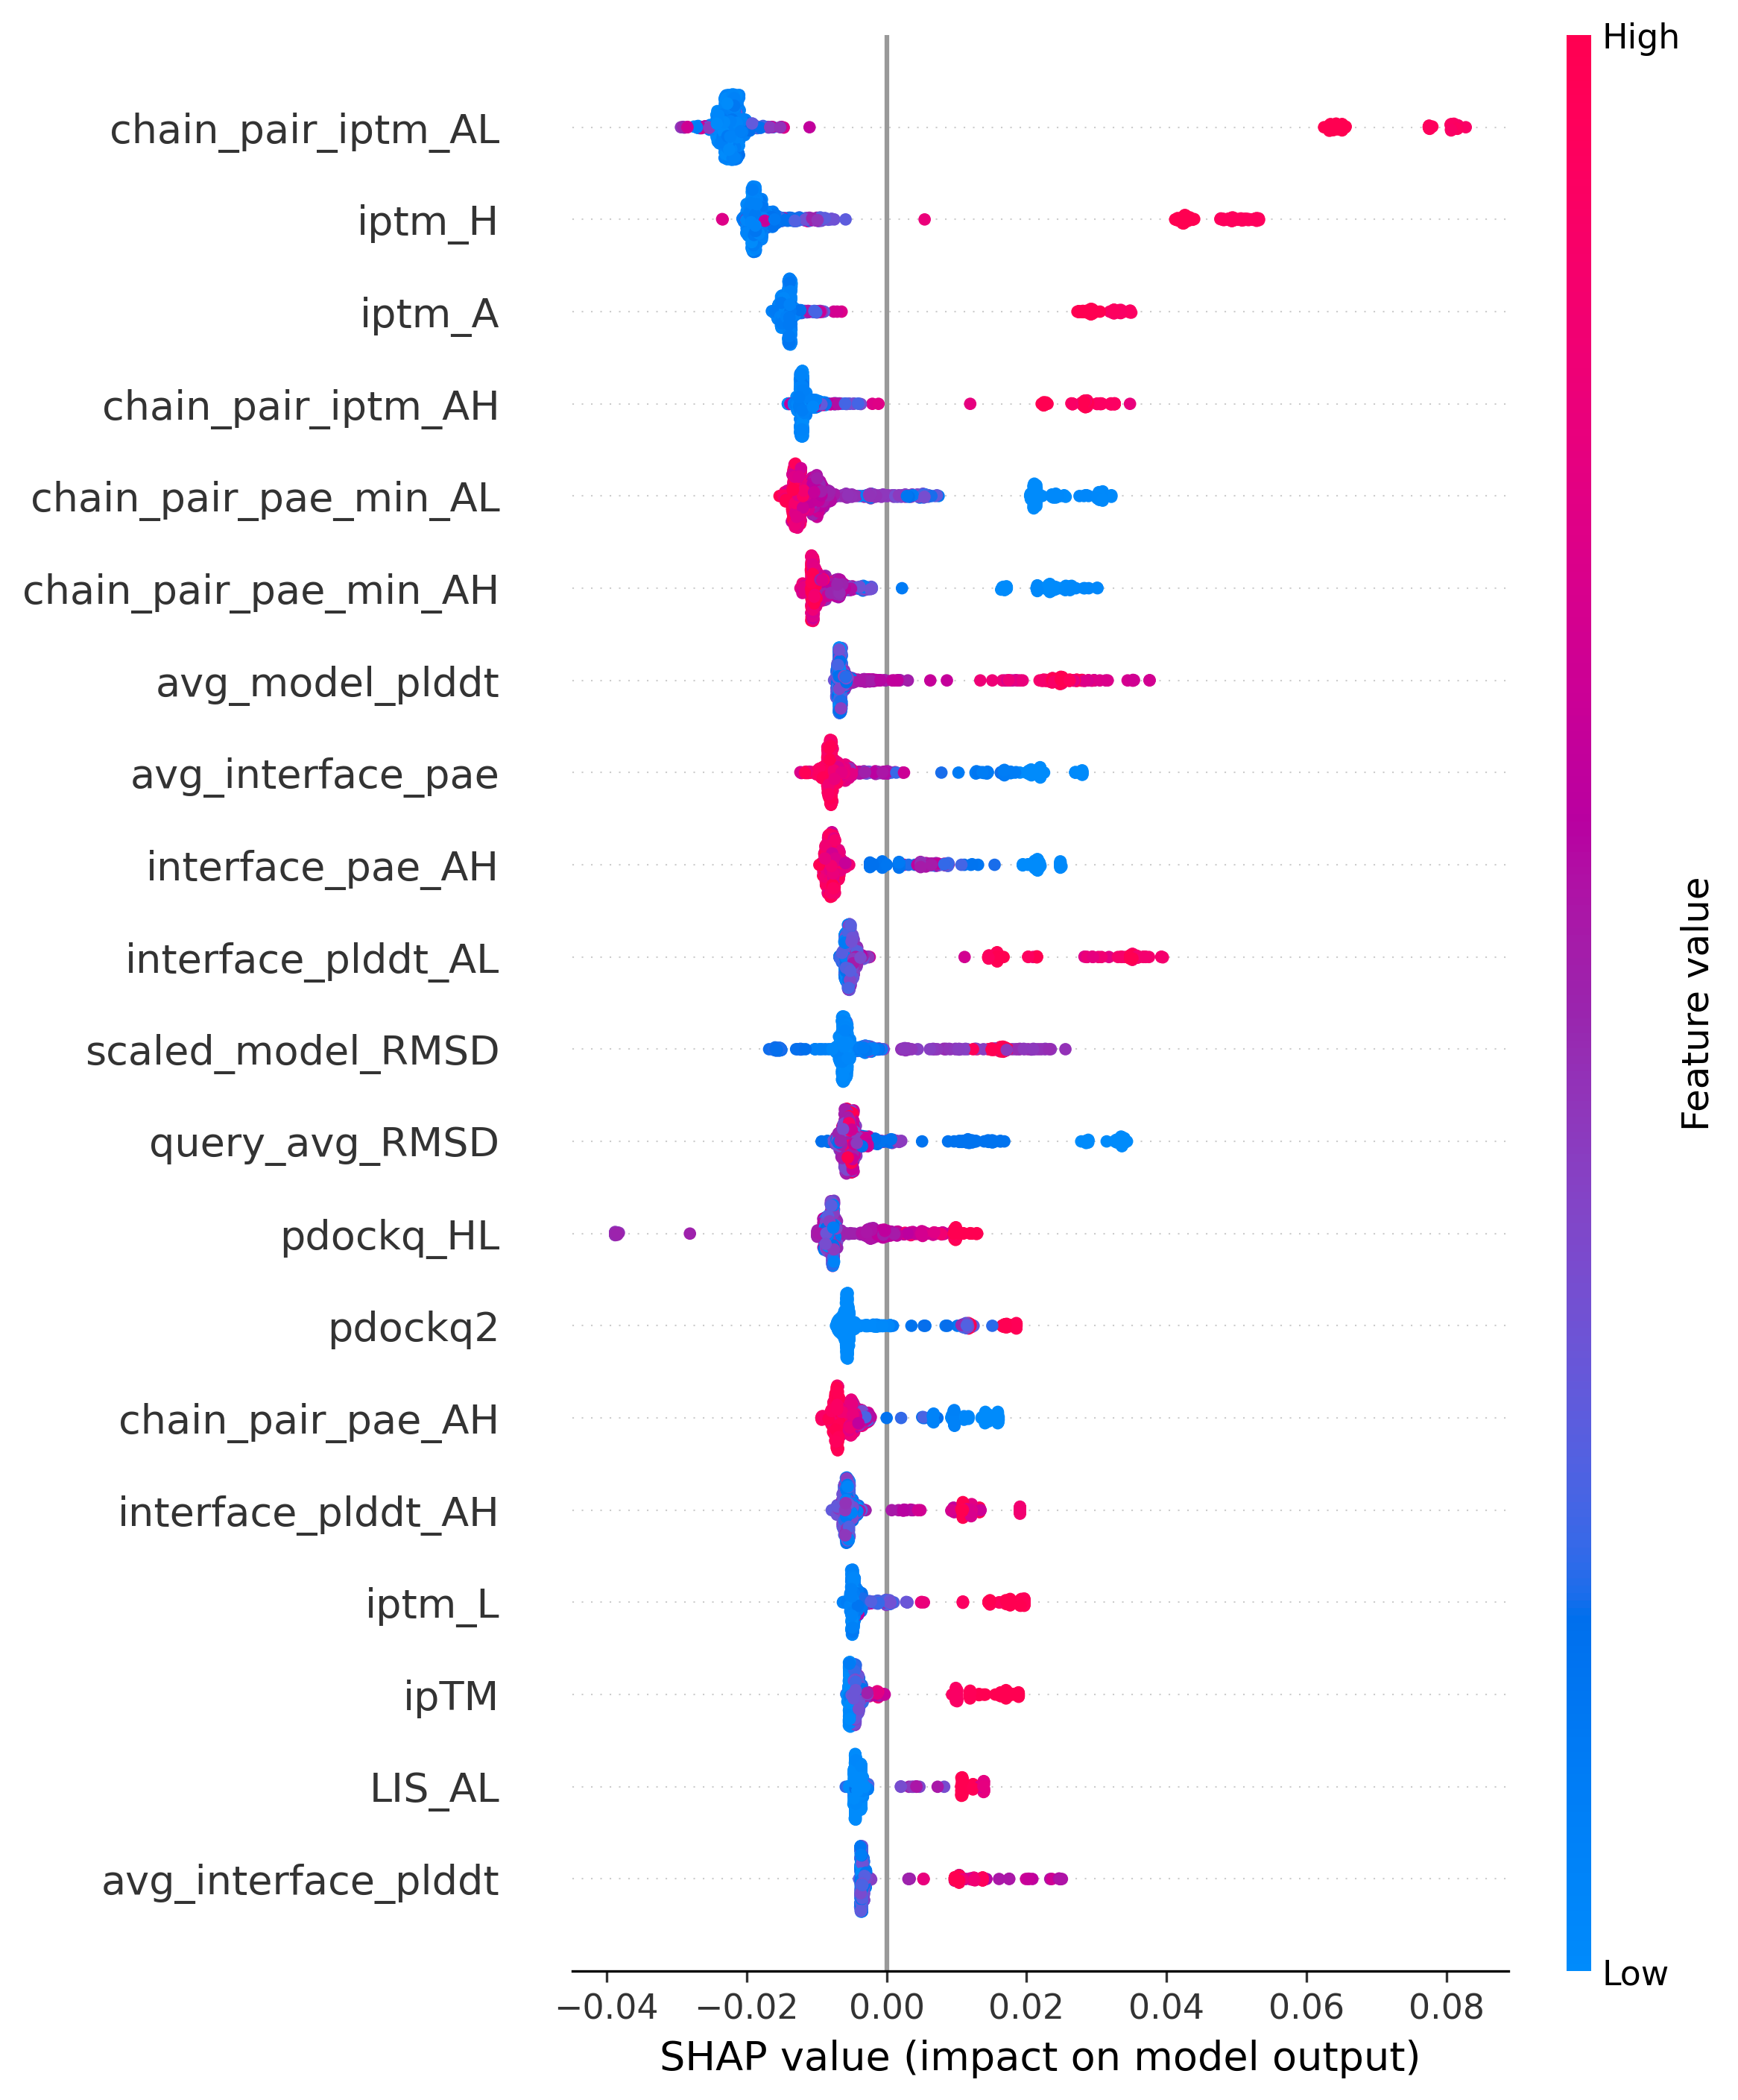 High
chain_pair_iptm_AL
iptm_H
iptm_A
chain_pair_iptm_AH
chain_pair_pae_min_AL
chain_pair_pae_min_AH
avg_model_plddt
avg_interface_pae
interface_pae_AH
interface_plddt_AL
scaled_model_RMSD
query_avg_RMSD
pdockq_HL
pdockq2
chain_pair_pae_AH
interface_plddt_AH
iptm_L
ipTM
LIS_AL
avg_interface_plddt
Feature value
Low
−0.04 −0.02 0.00 0.02 0.04 0.06 0.08
SHAP value (impact on model output)